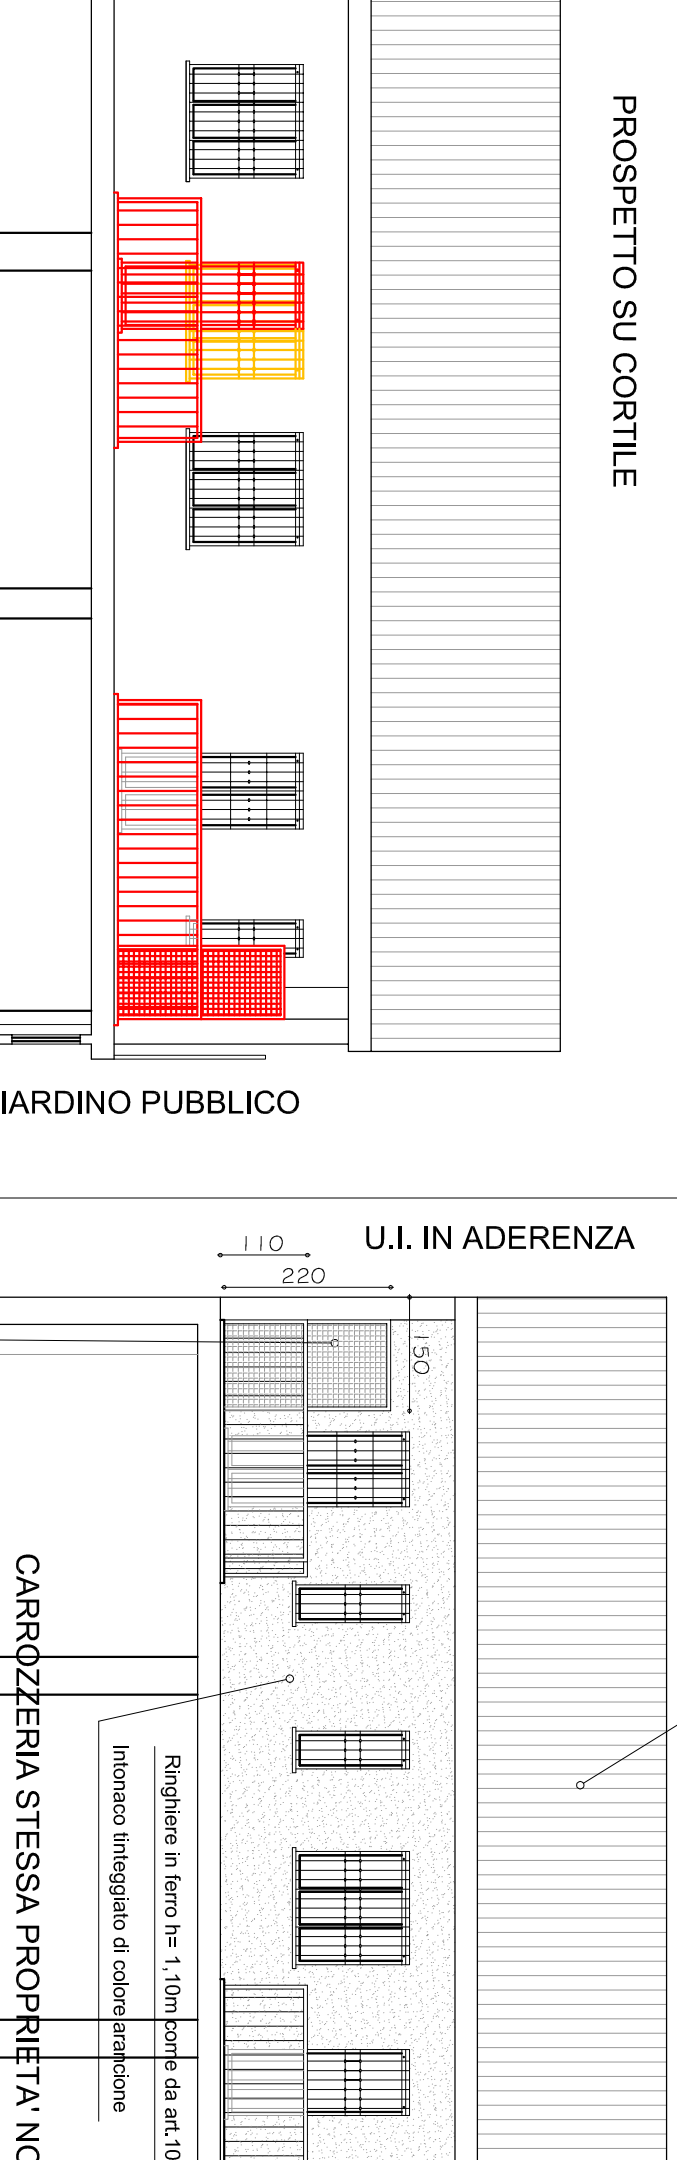 PROSPETTO SU CORTILE
IARDINO PUBBLICO
U.I. IN ADERENZA
110
220
150
CARROZZERIA STESSA PROPRIETA' NO
Ringhiere in ferro h= 1,10m come da art.10
Intonaco tinteggiato di colore arancione